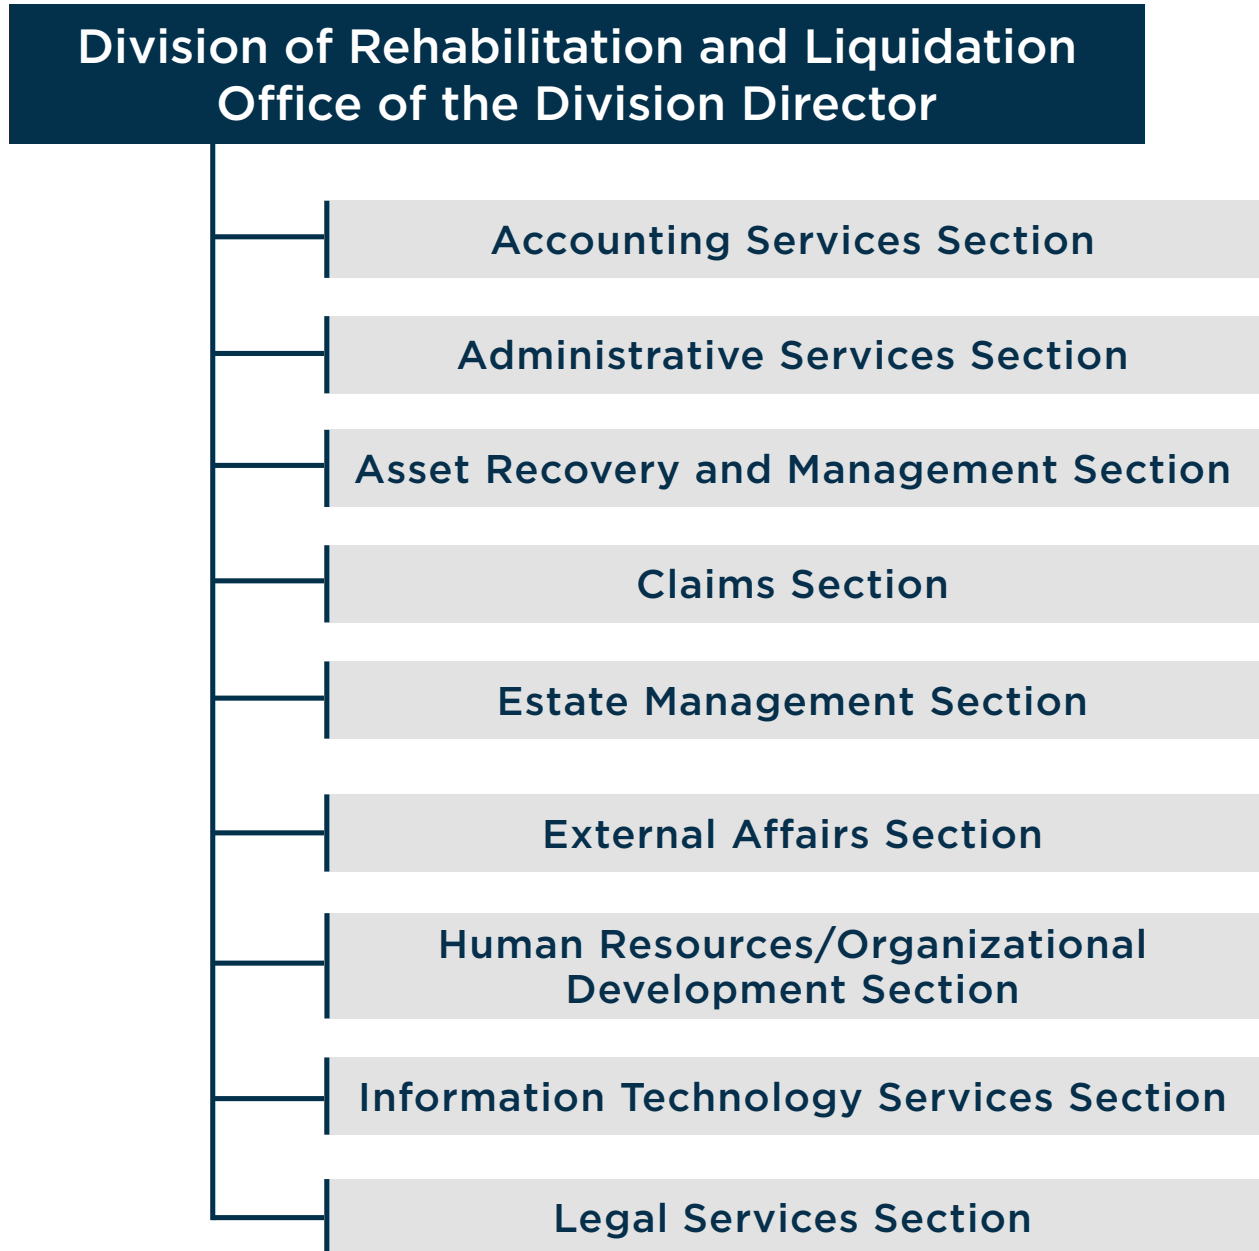 Division of Rehabilitation and Liquidation
Office of the Division Director
Accounting Services Section
Administrative Services Section
Asset Recovery and Management Section
Claims Section
Estate Management Section
External Affairs Section
Human Resources/Organizational
Development Section
Information Technology Services Section
Legal Services Section